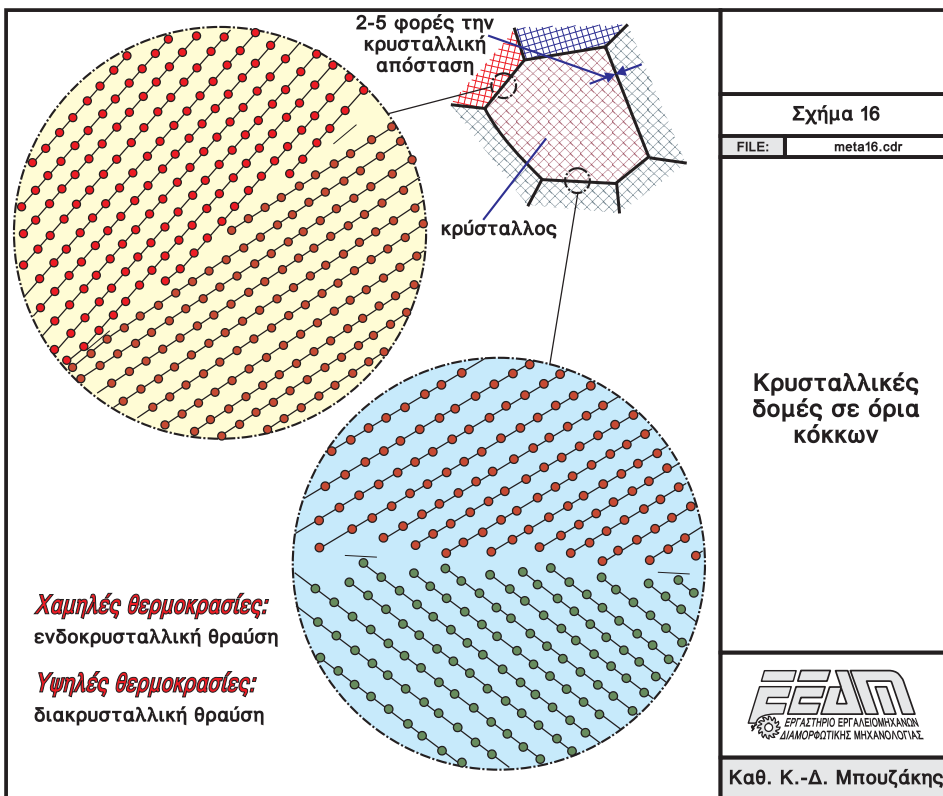 2-5 φορές την
κρυσταλλική
απόσταση
κρύσταλλος
Χαμηλές θερμοκρασίες:
ενδοκρυσταλλική θραύση
Υψηλές θερμοκρασίες:
διακρυσταλλική θραύση
Σχήμα 16
FILE: meta16.cdr
Κρυσταλλικές
δομές σε όρια
κόκκων
ΕΕΔΜ
ΕΡΓΑΣΤΗΡΙΟ ΕΡΓΑΛΕΙΟΜΗΧΑΝΩΝ
ΔΙΑΜΟΡΦΩΤΙΚΗΣ ΜΗΧΑΝΟΛΟΓΙΑΣ
Καθ. Κ.-Δ. Μπουζάκης